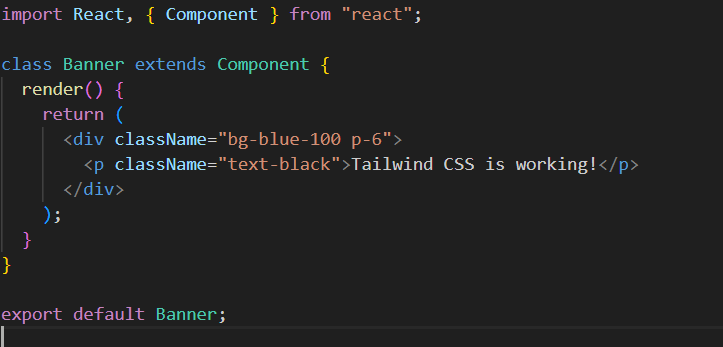 import React, { Component } from "react";
class Banner extends Component {
render() {
return (
<div className="bg-blue-100 p-6">
<p className="text-black">Tailwind CSS is working!</p>
</div>
);
}
}
export default Banner;